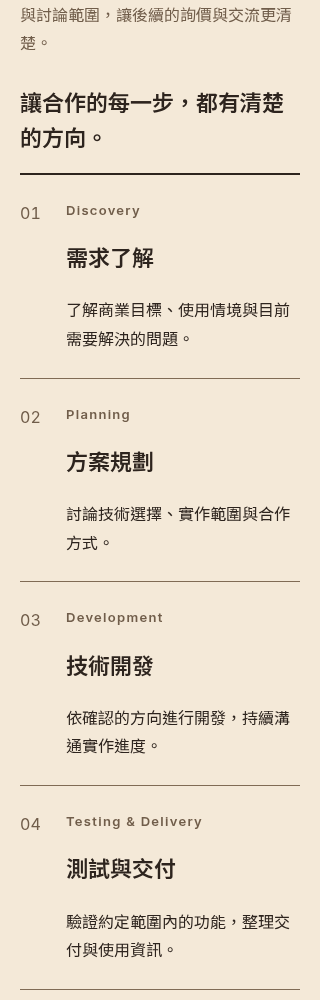 與討論範圍，讓後續的詢價與交流更清
楚。
讓合作的每一步，都有清楚
的方向。
01
Discovery
需求了解
了解商業目標、使用情境與目前
需要解決的問題。
02
Planning
方案規劃
討論技術選擇、實作範圍與合作
方式。
03
Development
技術開發
依確認的方向進行開發，持續溝
通實作進度。
04
Testing & Delivery
測試與交付
驗證約定範圍內的功能，整理交
付與使用資訊。